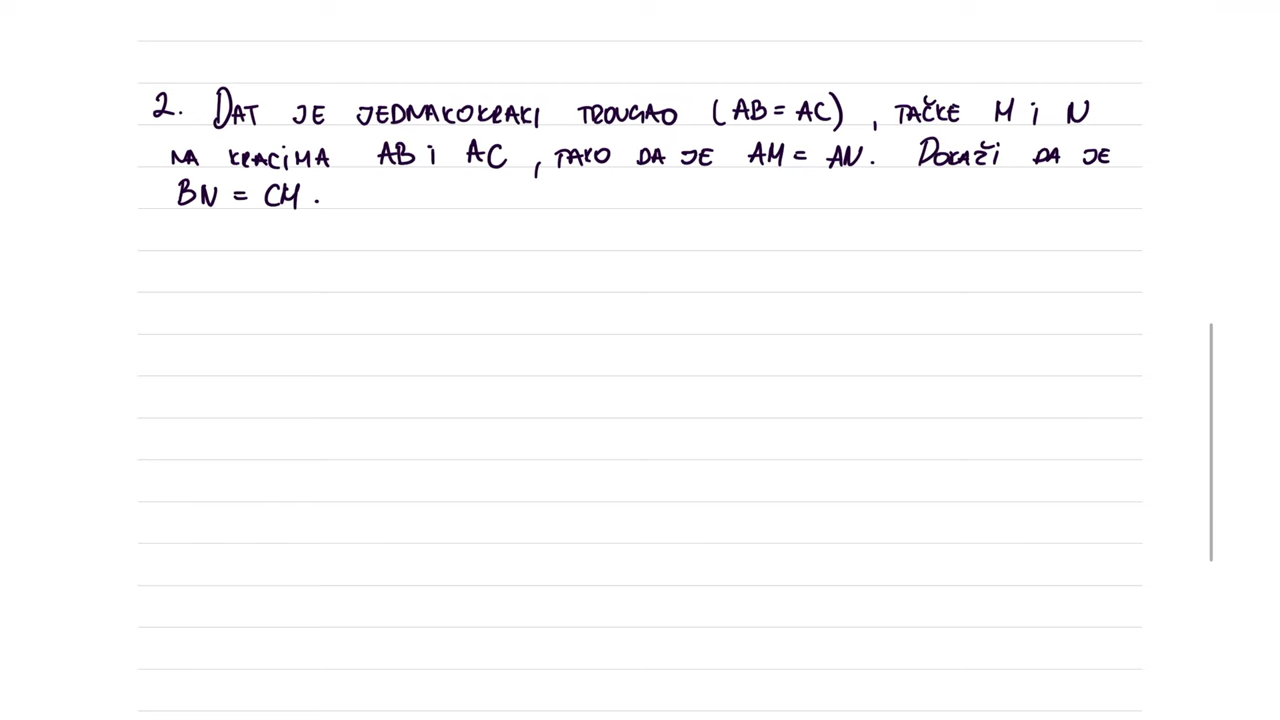 2. DAT JE JEDNAKOKRAKI TROUGAO (AB = AC), TAČKE M i N
NA KRACIMA AB i AC, TAKO DA JE AM = AN. DOKAŽI DA JE
BN = CM.